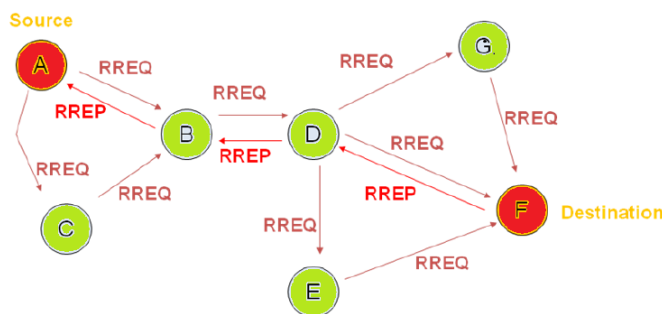 Source
A
G.
RREQ
RREQ
RREQ
RREP
RREQ
B
D
RREP
RREQ
RREQ
RREQ
RREP
F
Destination
C
RREQ
RREQ
E